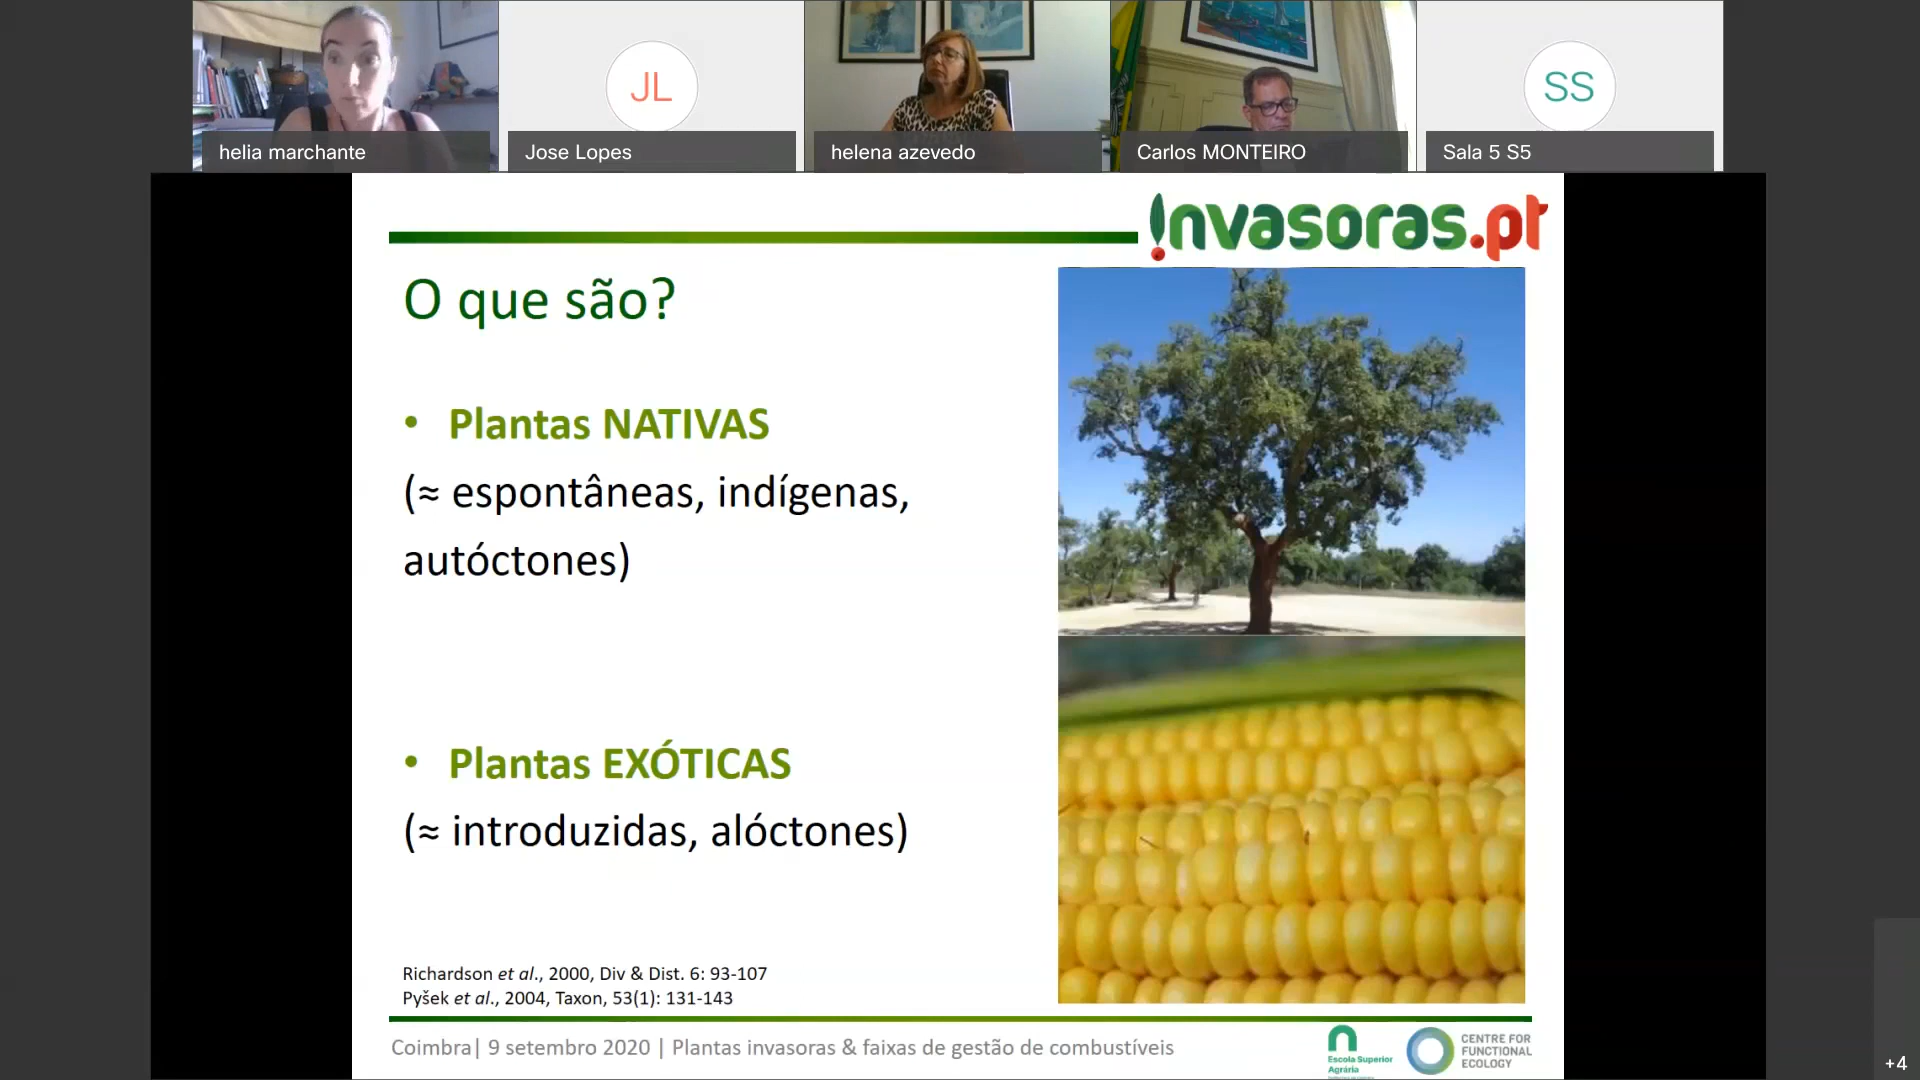 helia marchante
JL
Jose Lopes
helena azevedo
Carlos MONTEIRO
SS
Sala 5 S5
invasoras.pt
O que são?
• Plantas NATIVAS
(≈ espontâneas, indígenas,
autóctones)
• Plantas EXÓTICAS
(≈ introduzidas, alóctones)
Richardson et al., 2000, Div & Dist. 6: 93-107
Pyšek et al., 2004, Taxon, 53(1): 131-143
Coimbra| 9 setembro 2020 | Plantas invasoras & faixas de gestão de combustíveis
Escola Superior
Agrária
CENTRE FOR
FUNCTIONAL
ECOLOGY
+4